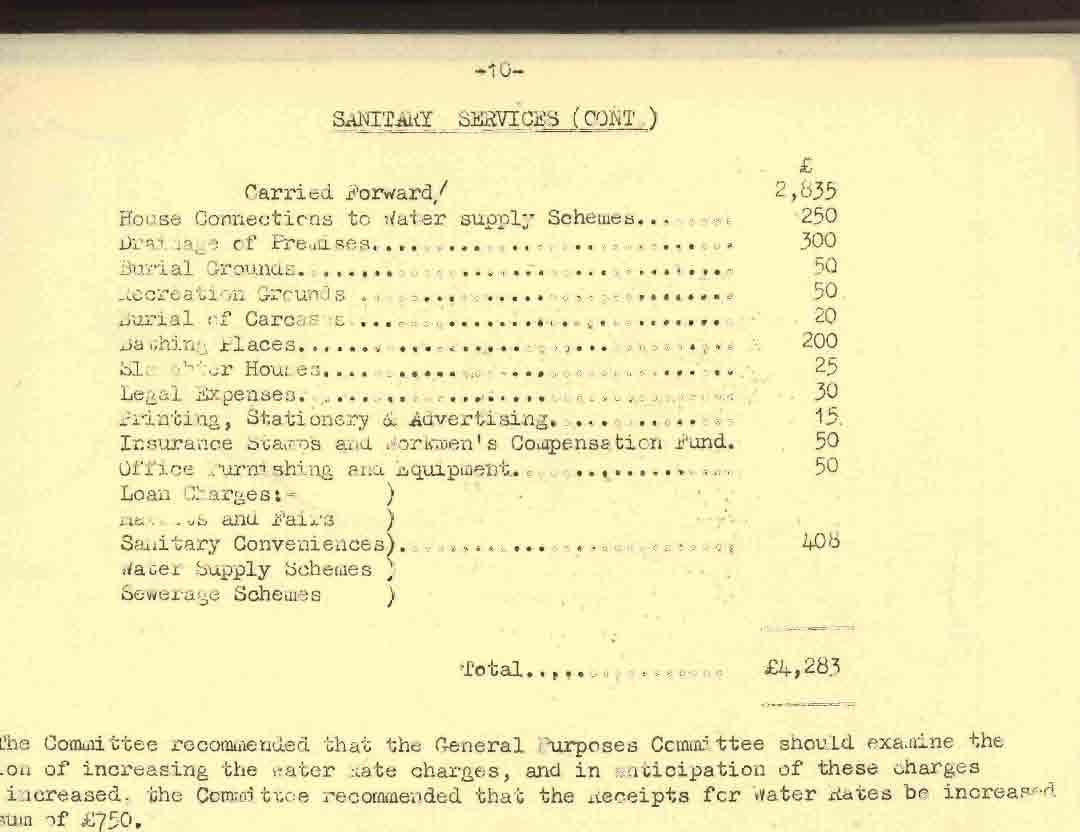 -10-
SANITARY SERVICES (CONT.)
£
Carried Forward/ 2,835
House Connections to Water supply Schemes... 250
Drainage of Premises... 300
Burial Grounds... 50
Recreation Grounds ... 50
Burial of Carcases... 20
Bathing Places... 200
Slaughter Houses... 25
Legal Expenses... 30
Printing, Stationery & Advertising... 15
Insurance Stamps and Workmen's Compensation Fund. 50
Office Furnishing and Equipment... 50
Loan Charges:- )
Markets and Fairs )
Sanitary Conveniences)... 408
Water Supply Schemes )
Sewerage Schemes )
Total... £4,283
The Committee recommended that the General Purposes Committee should examine the
ion of increasing the Water Rate charges, and in anticipation of these charges
increased, the Committee recommended that the Receipts for Water Rates be increased
sum of £750.